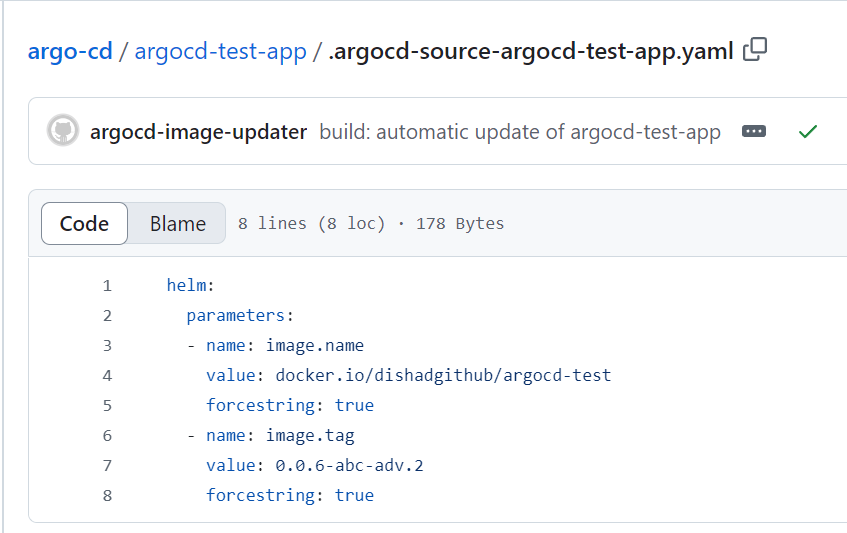 argo-cd / argocd-test-app / .argocd-source-argocd-test-app.yaml
argocd-image-updater build: automatic update of argocd-test-app
Code Blame 8 lines (8 loc) · 178 Bytes
1 helm:
2 parameters:
3 - name: image.name
4 value: docker.io/dishadgithub/argocd-test
5 forcestring: true
6 - name: image.tag
7 value: 0.0.6-abc-adv.2
8 forcestring: true